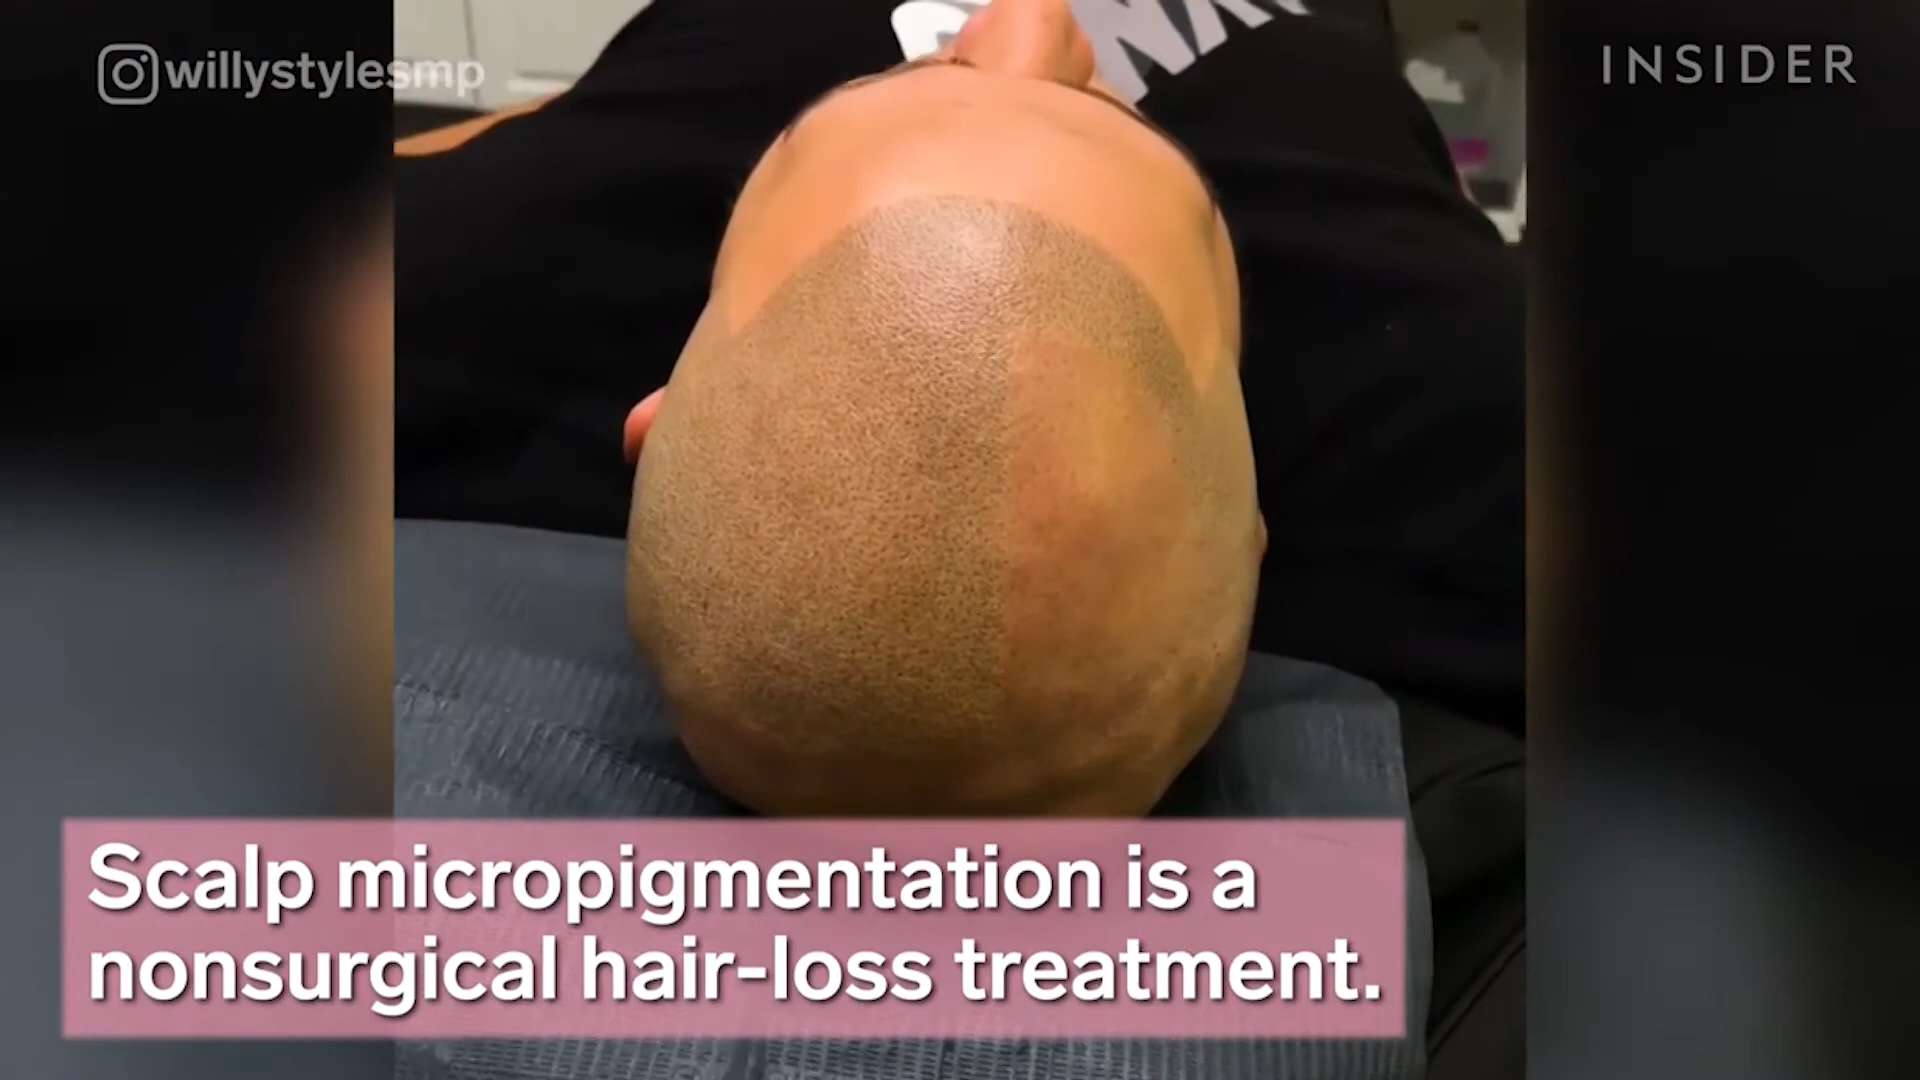 willystylesmp
INSIDER
Scalp micropigmentation is a
nonsurgical hair-loss treatment.